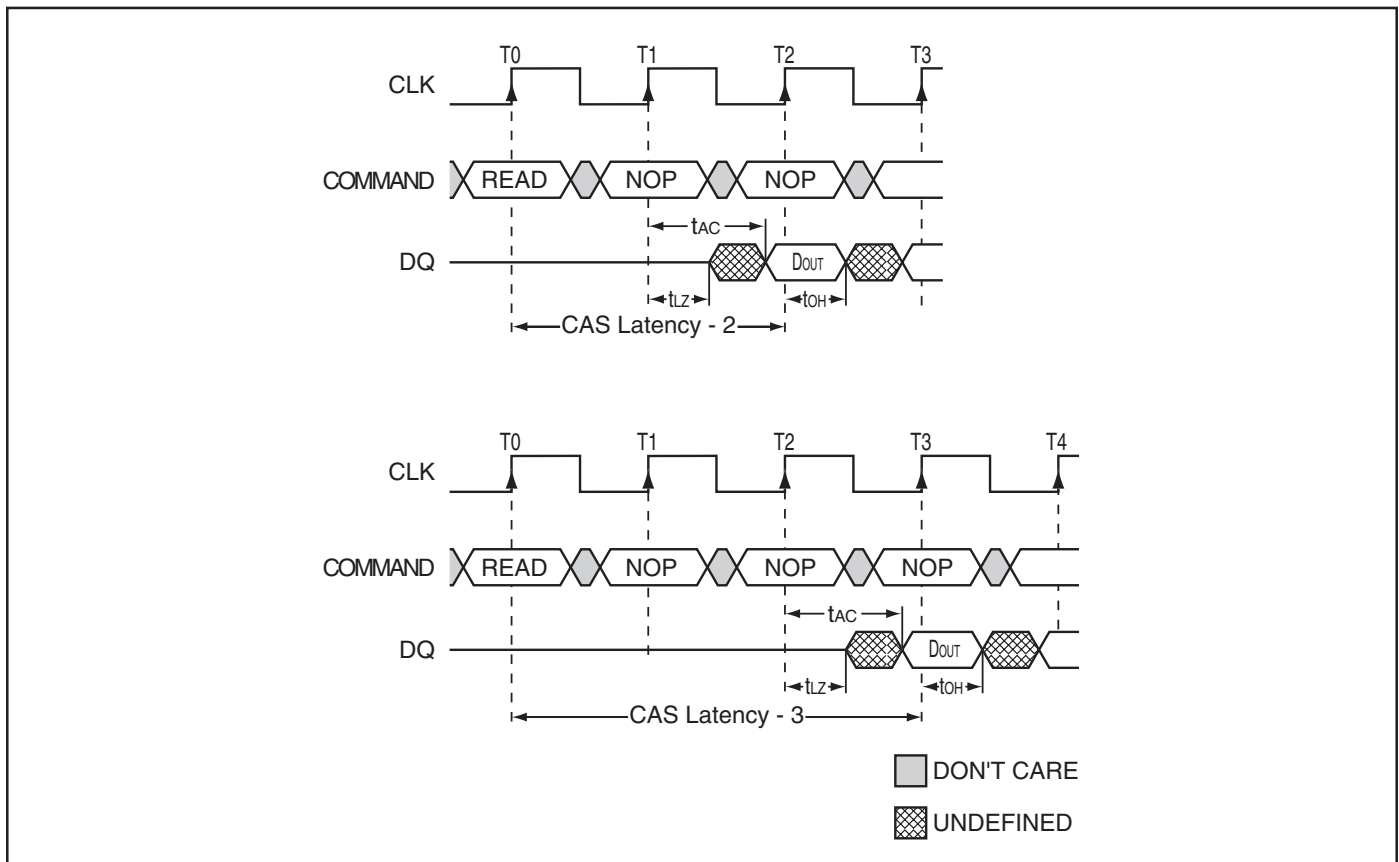 T0 T1 T2 T3
CLK
COMMAND READ NOP NOP
tAC
DQ DOUT
tLZ tOH
CAS Latency - 2
T0 T1 T2 T3 T4
CLK
COMMAND READ NOP NOP NOP
tAC
DQ DOUT
tLZ tOH
CAS Latency - 3
DON'T CARE
UNDEFINED